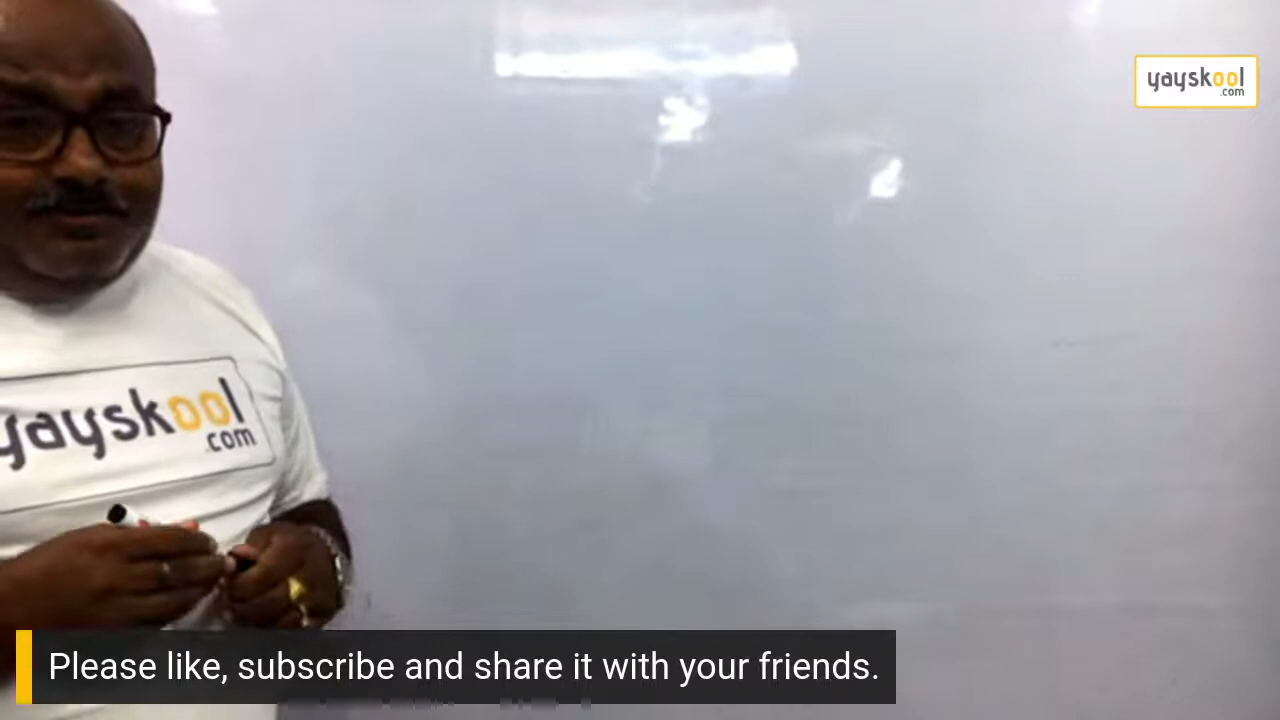 yayskool
.com
yayskool
.com
Please like, subscribe and share it with your friends.